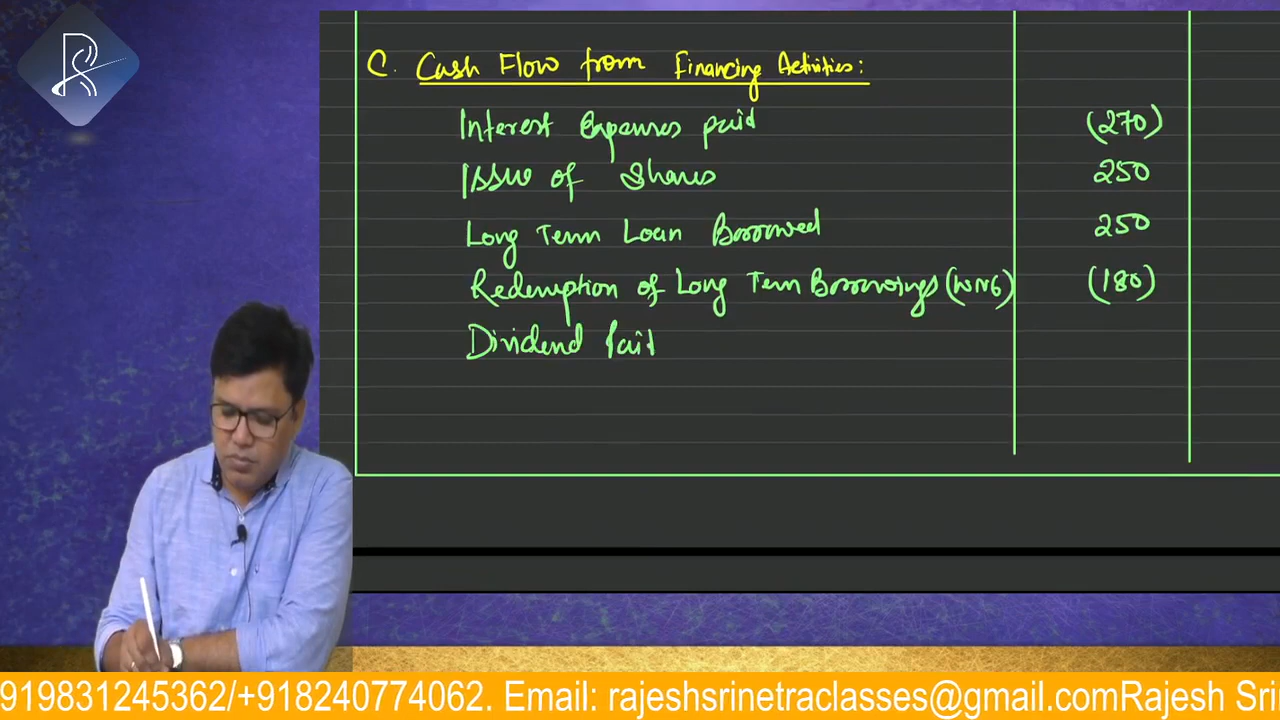 C. Cash Flow from Financing Activities:
Interest Expenses paid (270)
Issue of Shares 250
Long Term Loan Borrowed 250
Redemption of Long Term Borrowings (WN6) (180)
Dividend Paid
919831245362/+918240774062. Email: rajeshsrinetraclasses@gmail.comRajesh Sri